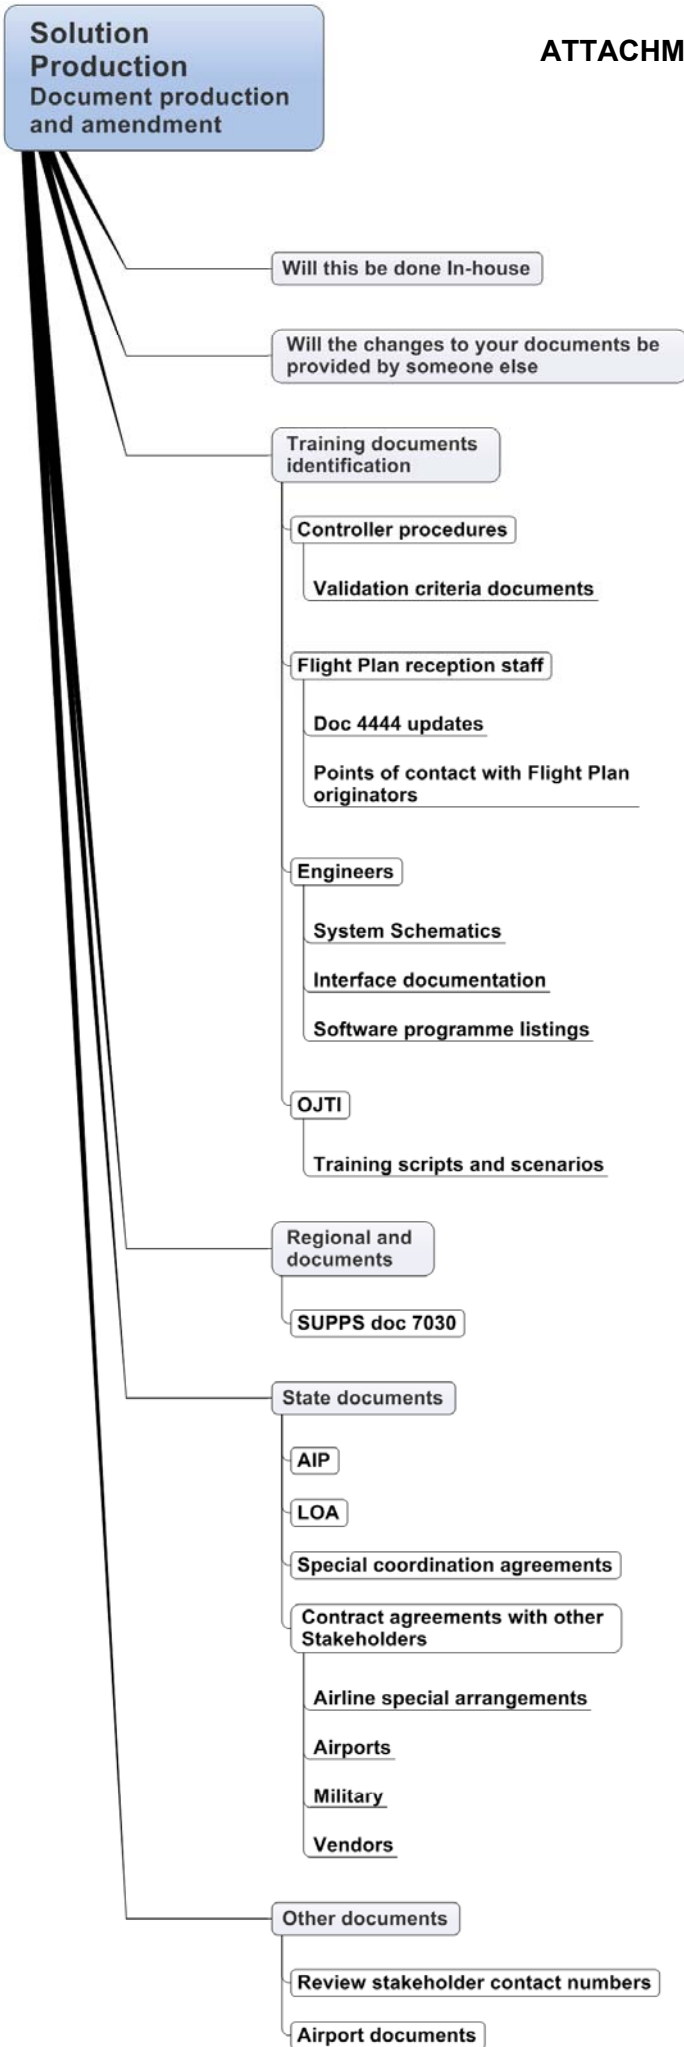 Solution
Production
Document production
and amendment
ATTACHM
Will this be done In-house
Will the changes to your documents be
provided by someone else
Training documents
identification
Controller procedures
Validation criteria documents
Flight Plan reception staff
Doc 4444 updates
Points of contact with Flight Plan
originators
Engineers
System Schematics
Interface documentation
Software programme listings
OJTI
Training scripts and scenarios
Regional and
documents
SUPPS doc 7030
State documents
AIP
LOA
Special coordination agreements
Contract agreements with other
Stakeholders
Airline special arrangements
Airports
Military
Vendors
Other documents
Review stakeholder contact numbers
Airport documents